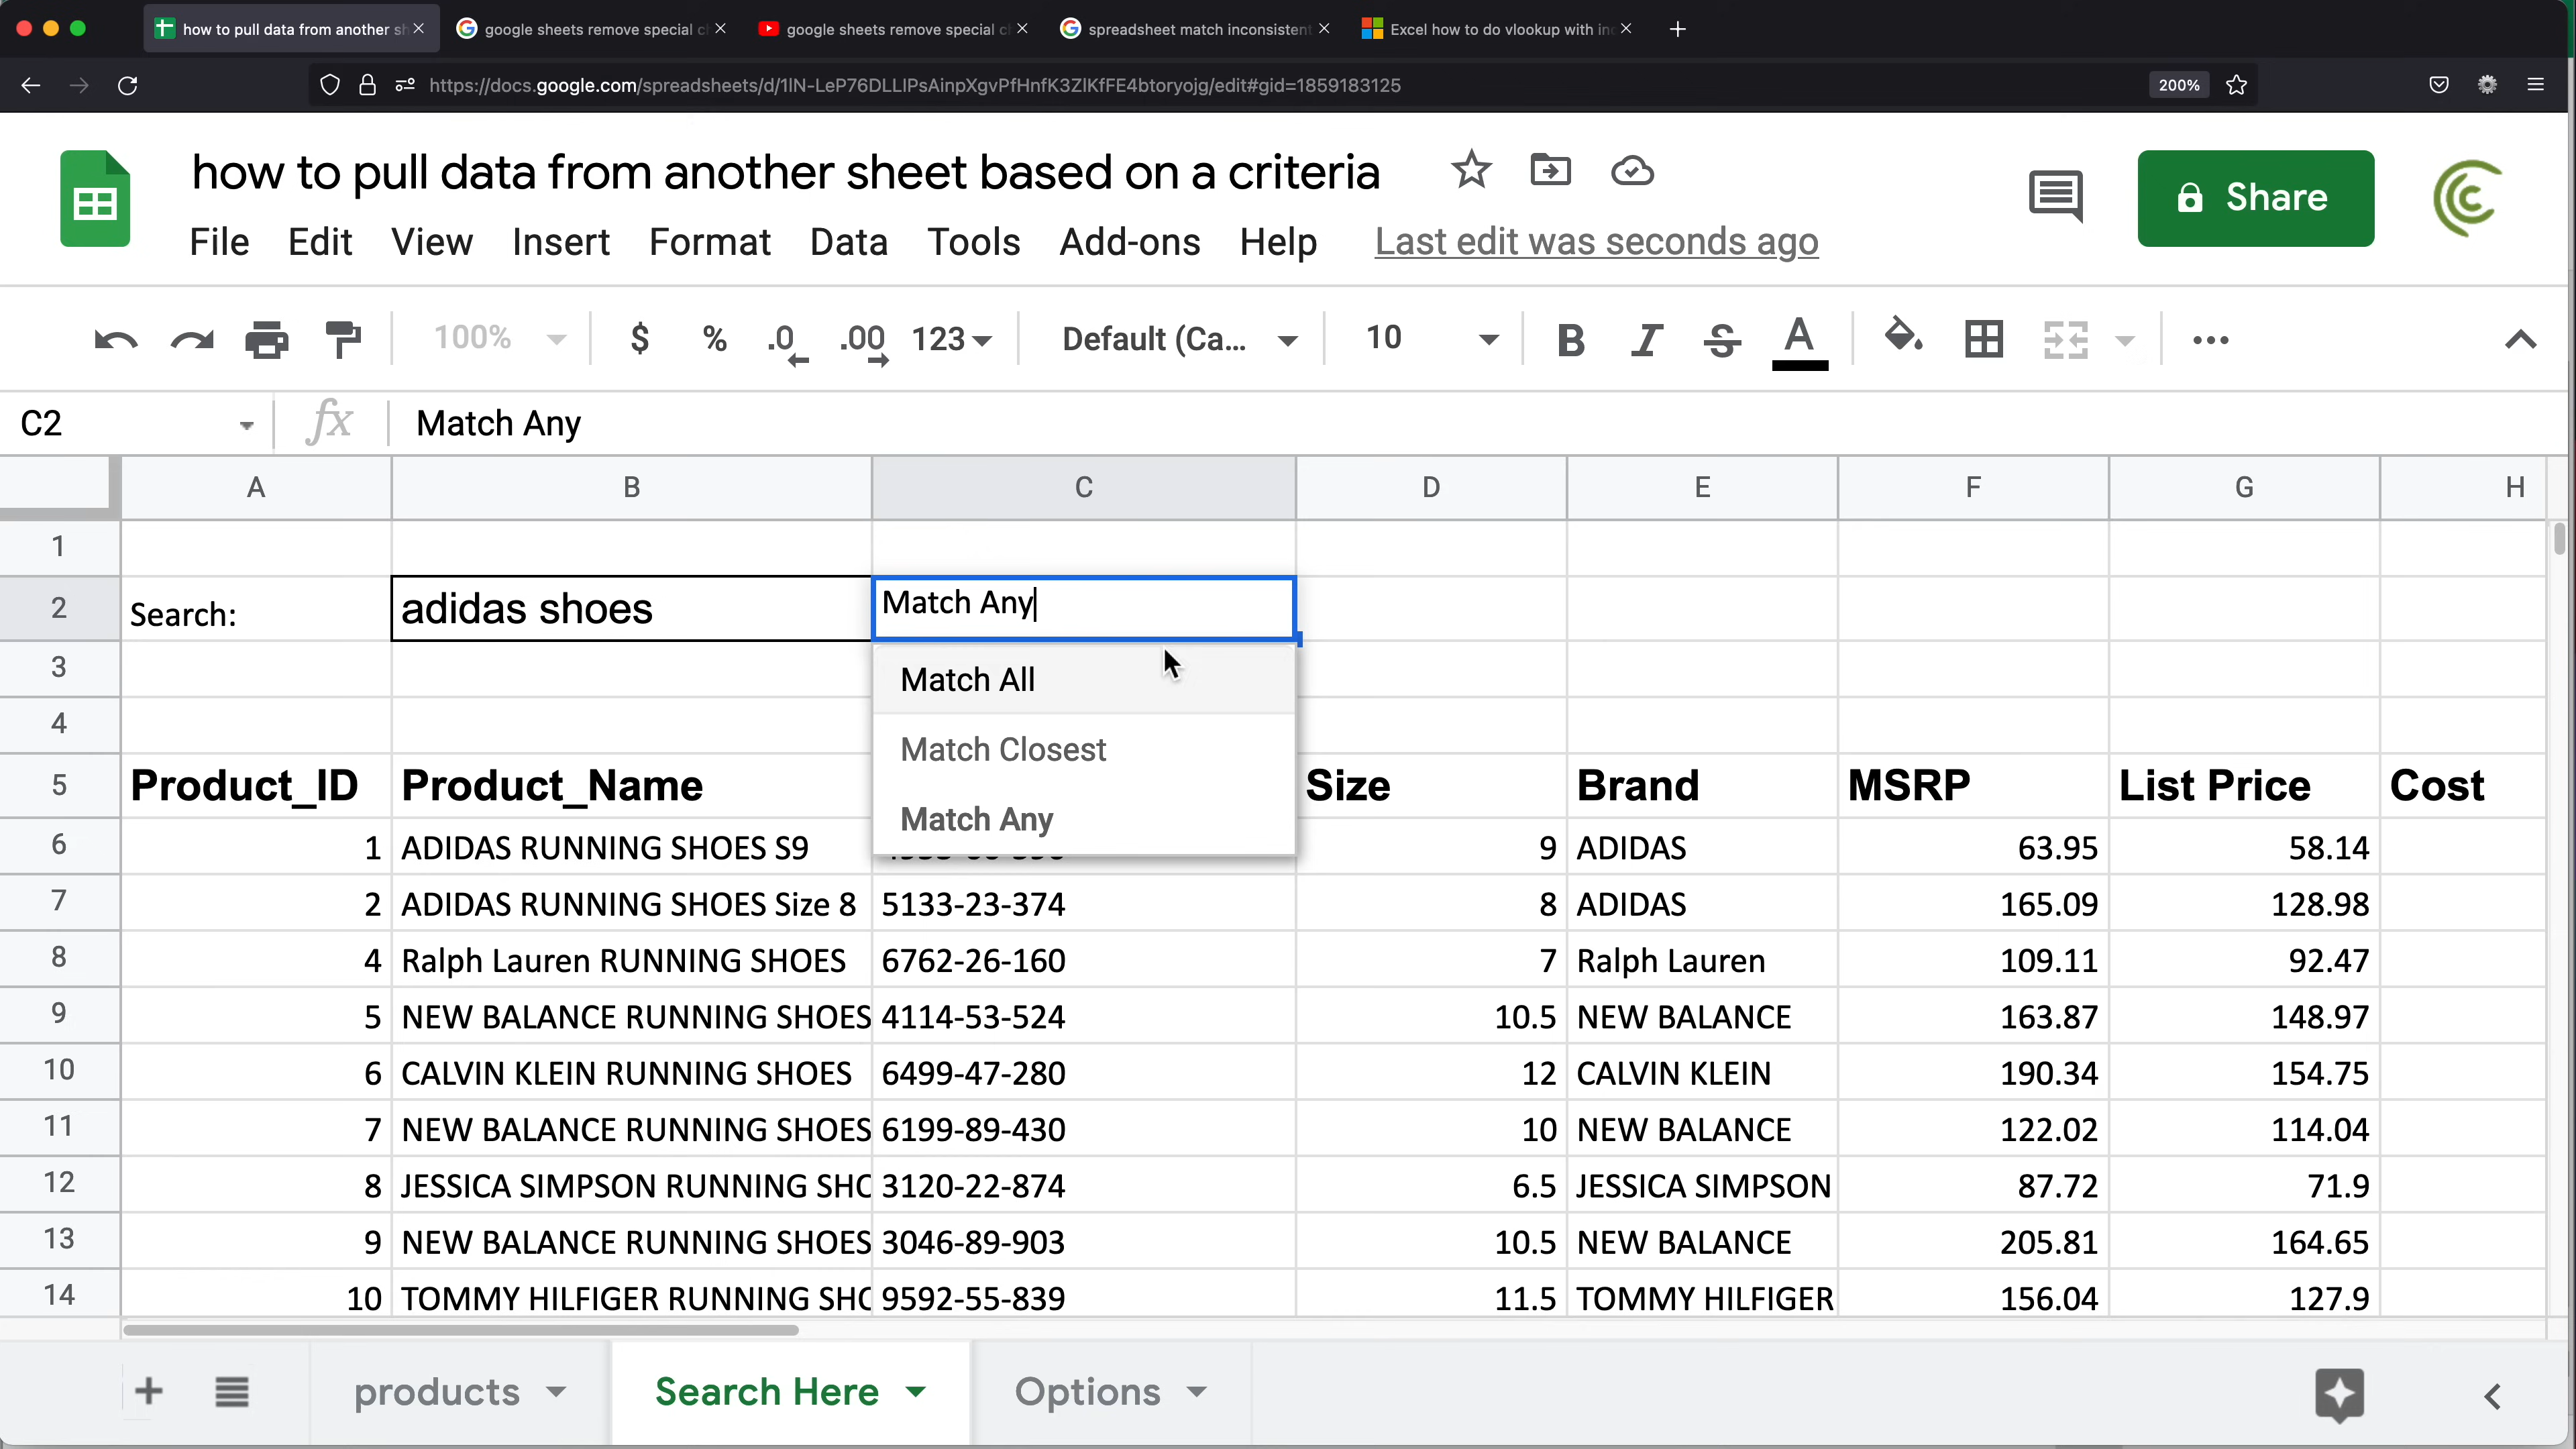 how to pull data from another sh
google sheets remove special c
google sheets remove special c
spreadsheet match inconsistent
Excel how to do vlookup with in
https://docs.google.com/spreadsheets/d/1lN-LeP76DLLlPsAinpXgvPfHnfK3ZlKfFE4btoryojg/edit#gid=1859183125
200%
how to pull data from another sheet based on a criteria
Share
File Edit View Insert Format Data Tools Add-ons Help Last edit was seconds ago
100% $ % .0 .00 123 Default (Ca... 10 B I S A
C2 fx Match Any
A B C D E F G H
1
2 Search: adidas shoes Match Any
3 Match All
4 Match Closest
5 Product_ID Product_Name Size Brand MSRP List Price Cost
Match Any
6 1 ADIDAS RUNNING SHOES S9 9 ADIDAS 63.95 58.14
7 2 ADIDAS RUNNING SHOES Size 8 5133-23-374 8 ADIDAS 165.09 128.98
8 4 Ralph Lauren RUNNING SHOES 6762-26-160 7 Ralph Lauren 109.11 92.47
9 5 NEW BALANCE RUNNING SHOES 4114-53-524 10.5 NEW BALANCE 163.87 148.97
10 6 CALVIN KLEIN RUNNING SHOES 6499-47-280 12 CALVIN KLEIN 190.34 154.75
11 7 NEW BALANCE RUNNING SHOES 6199-89-430 10 NEW BALANCE 122.02 114.04
12 8 JESSICA SIMPSON RUNNING SHO 3120-22-874 6.5 JESSICA SIMPSON 87.72 71.9
13 9 NEW BALANCE RUNNING SHOES 3046-89-903 10.5 NEW BALANCE 205.81 164.65
14 10 TOMMY HILFIGER RUNNING SHO 9592-55-839 11.5 TOMMY HILFIGER 156.04 127.9
products Search Here Options